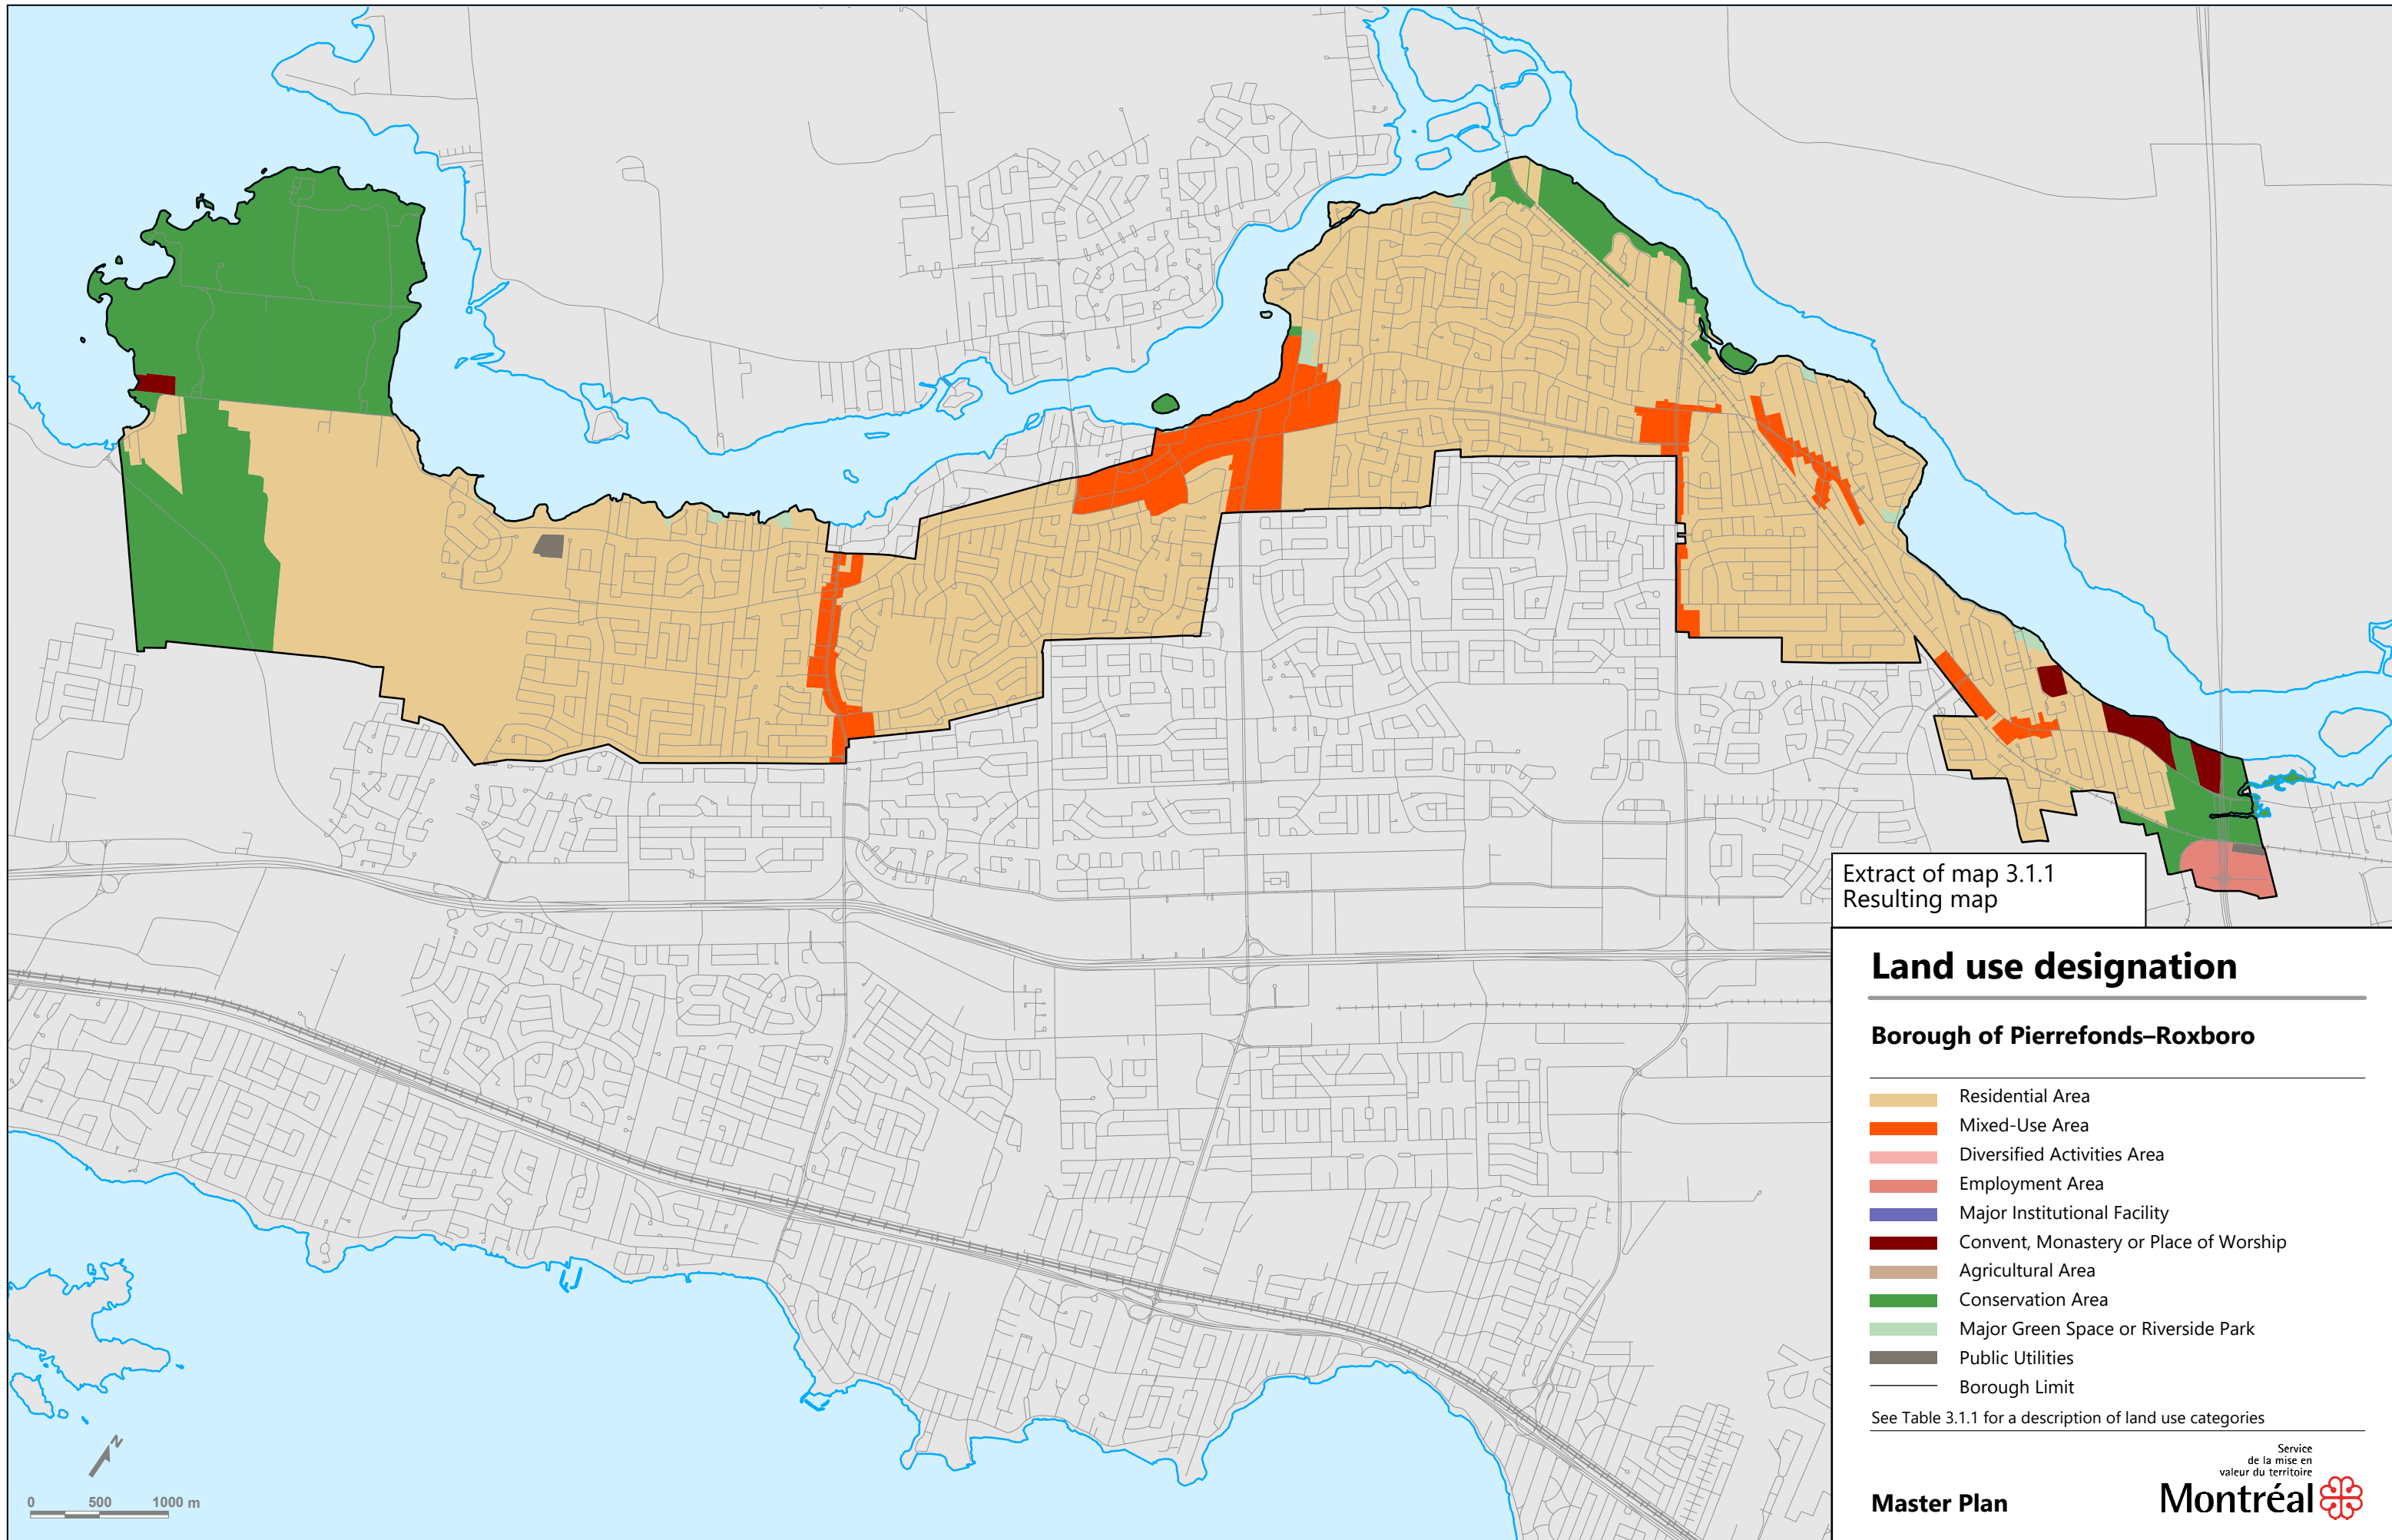 Extract of map 3.1.1
Resulting map
Land use designation
Borough of Pierrefonds–Roxboro
Residential Area
Mixed-Use Area
Diversified Activities Area
Employment Area
Major Institutional Facility
Convent, Monastery or Place of Worship
Agricultural Area
Conservation Area
Major Green Space or Riverside Park
Public Utilities
Borough Limit
See Table 3.1.1 for a description of land use categories
Service
de la mise en
valeur du territoire
Master Plan
Montréal
N
0 500 1000 m